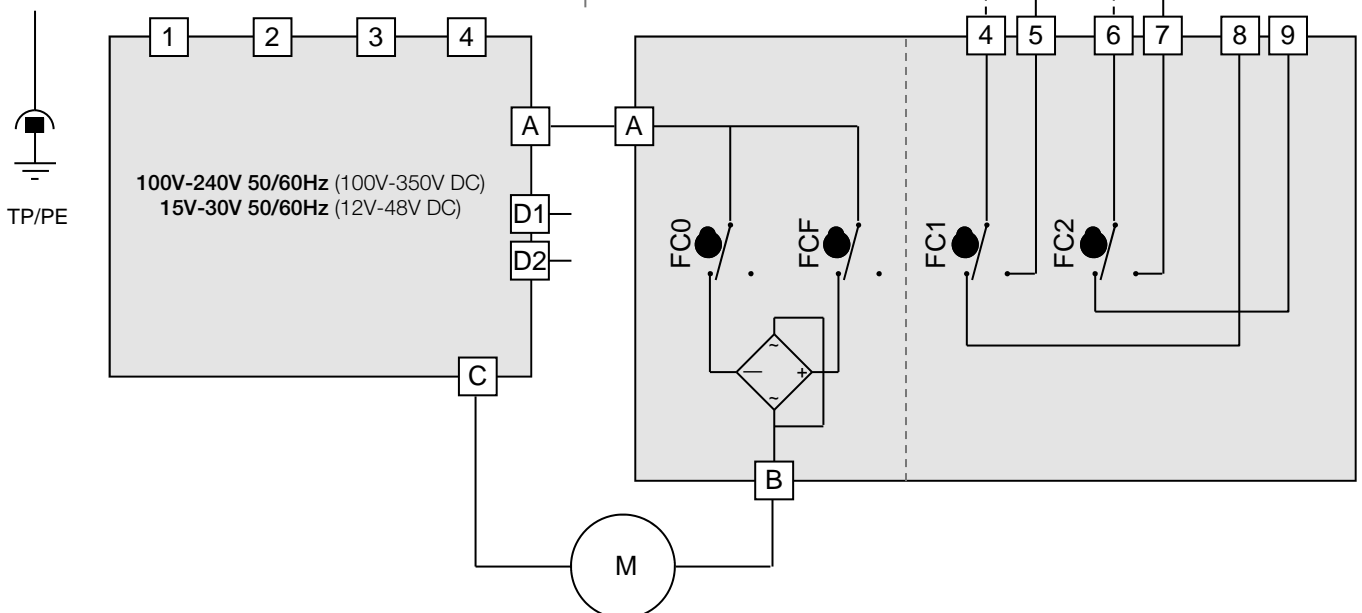 1 2 3 4
4 5 6 7 8 9
A
A
100V-240V 50/60Hz (100V-350V DC)
15V-30V 50/60Hz (12V-48V DC)
TP/PE
D1
D2
FC0
FCF
FC1
FC2
~
— +
~
C
B
M